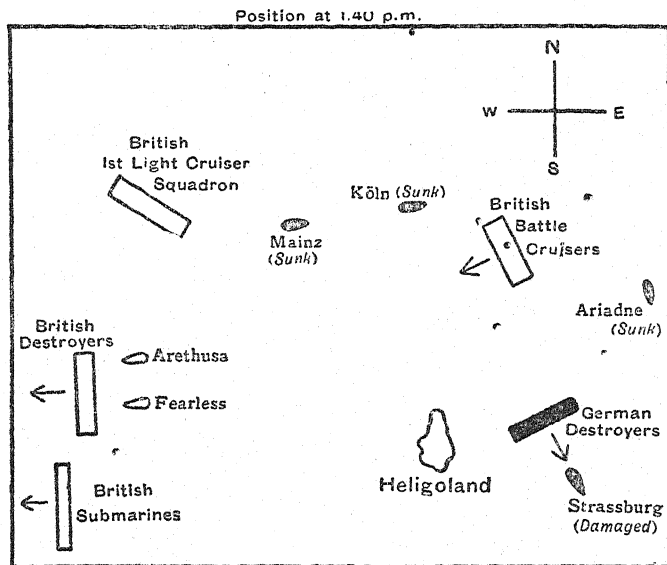 Position at 1.40 p.m.
N
W E
S
British
1st Light Cruiser
Squadron
Köln (Sunk)
Mainz
(Sunk)
British
Battle
Cruisers
Ariadne
(Sunk)
British
Destroyers
Arethusa
Fearless
German
Destroyers
Heligoland
British
Submarines
Strassburg
(Damaged)